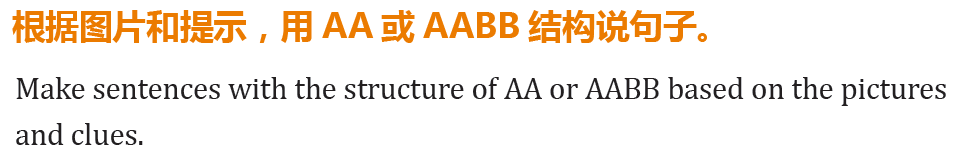 根据图片和提示，用 AA 或 AABB 结构说句子。
Make sentences with the structure of AA or AABB based on the pictures
and clues.